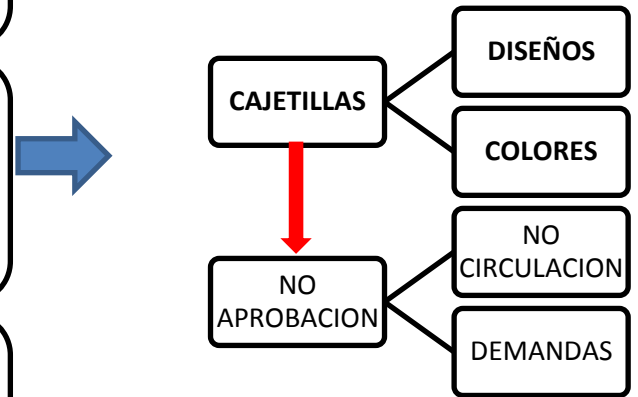 CAJETILLAS
DISEÑOS
COLORES
NO
APROBACION
NO
CIRCULACION
DEMANDAS